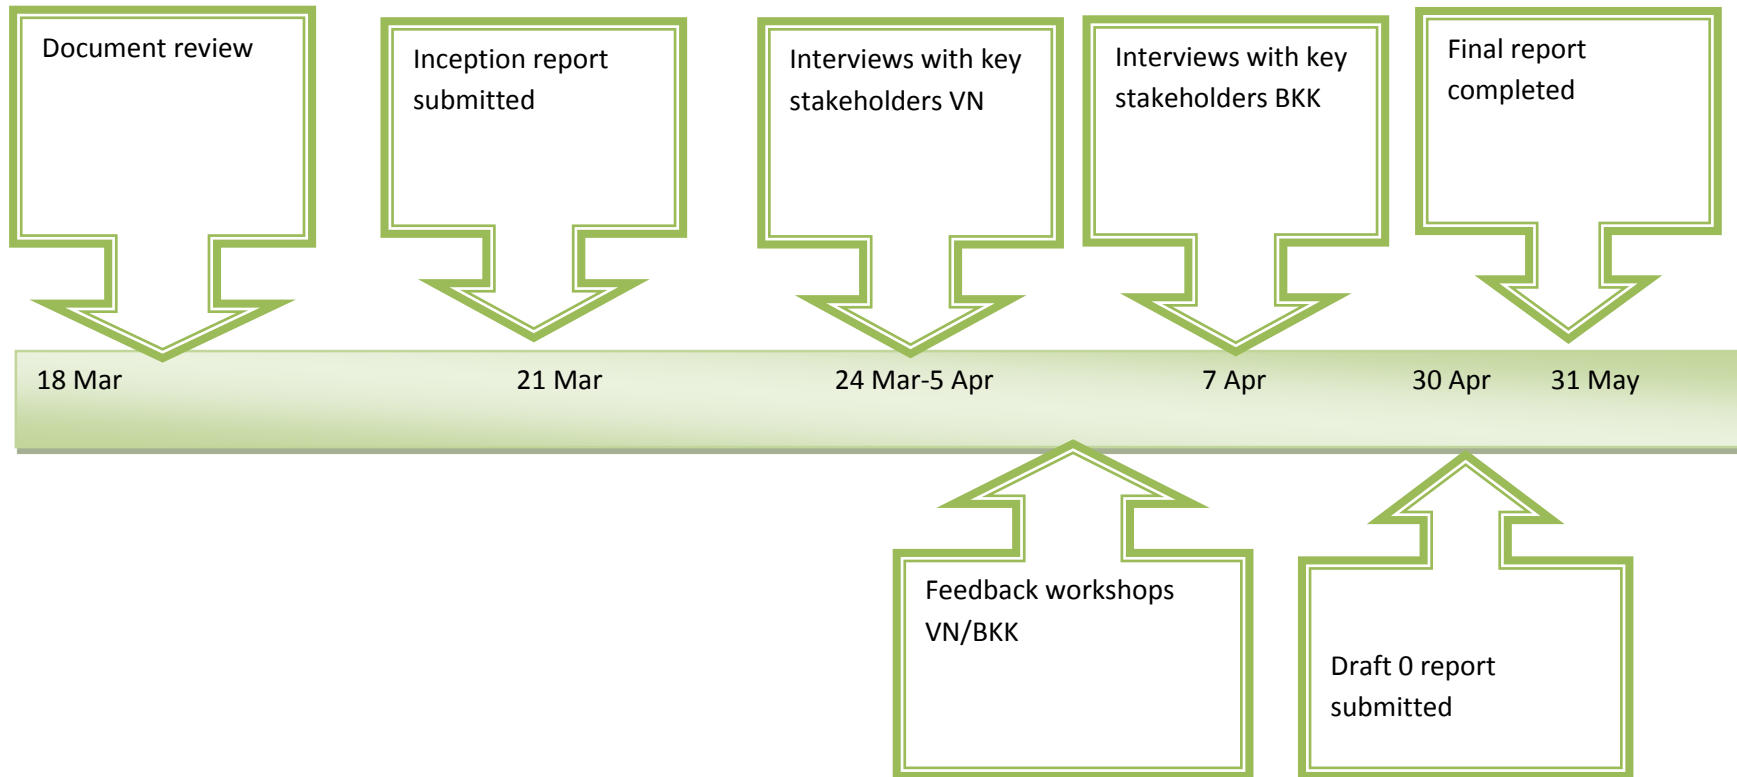 Document review
Inception report
submitted
Interviews with key
stakeholders VN
Interviews with key
stakeholders BKK
Final report
completed
18 Mar
21 Mar
24 Mar-5 Apr
7 Apr
30 Apr
31 May
Feedback workshops
VN/BKK
Draft 0 report
submitted